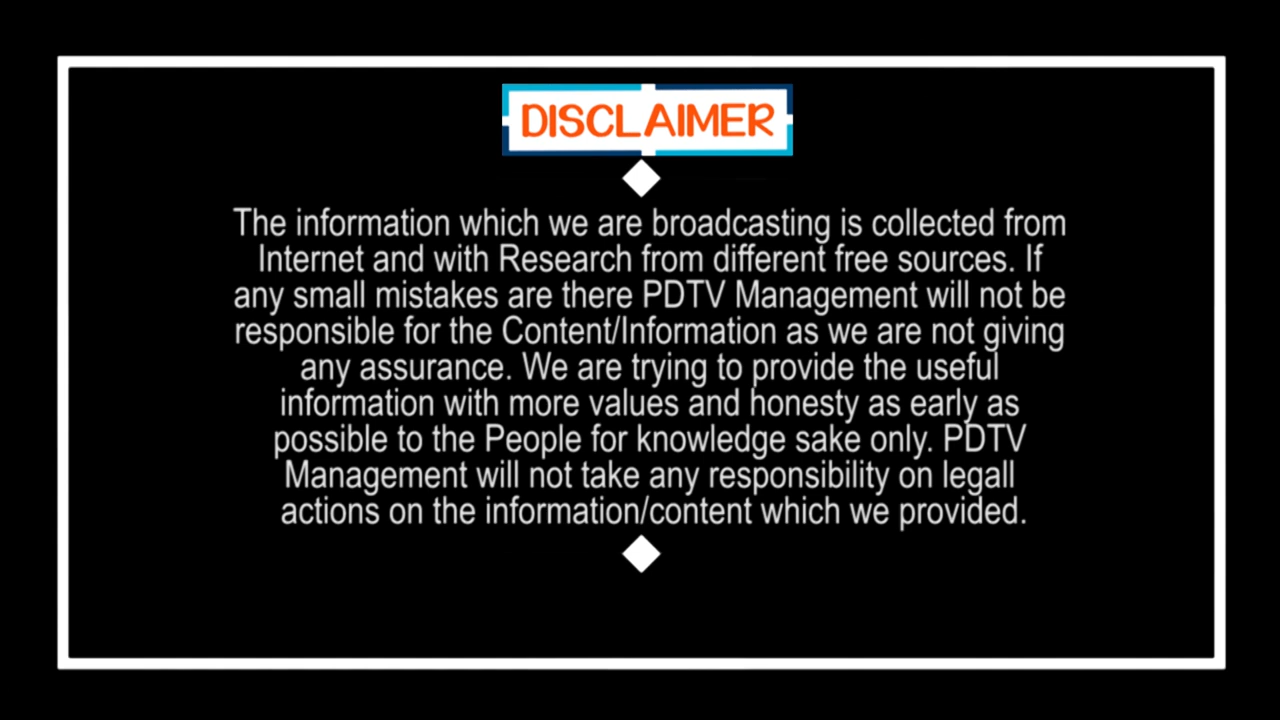 DISCLAIMER
The information which we are broadcasting is collected from
Internet and with Research from different free sources. If
any small mistakes are there PDTV Management will not be
responsible for the Content/Information as we are not giving
any assurance. We are trying to provide the useful
information with more values and honesty as early as
possible to the People for knowledge sake only. PDTV
Management will not take any responsibility on legall
actions on the information/content which we provided.